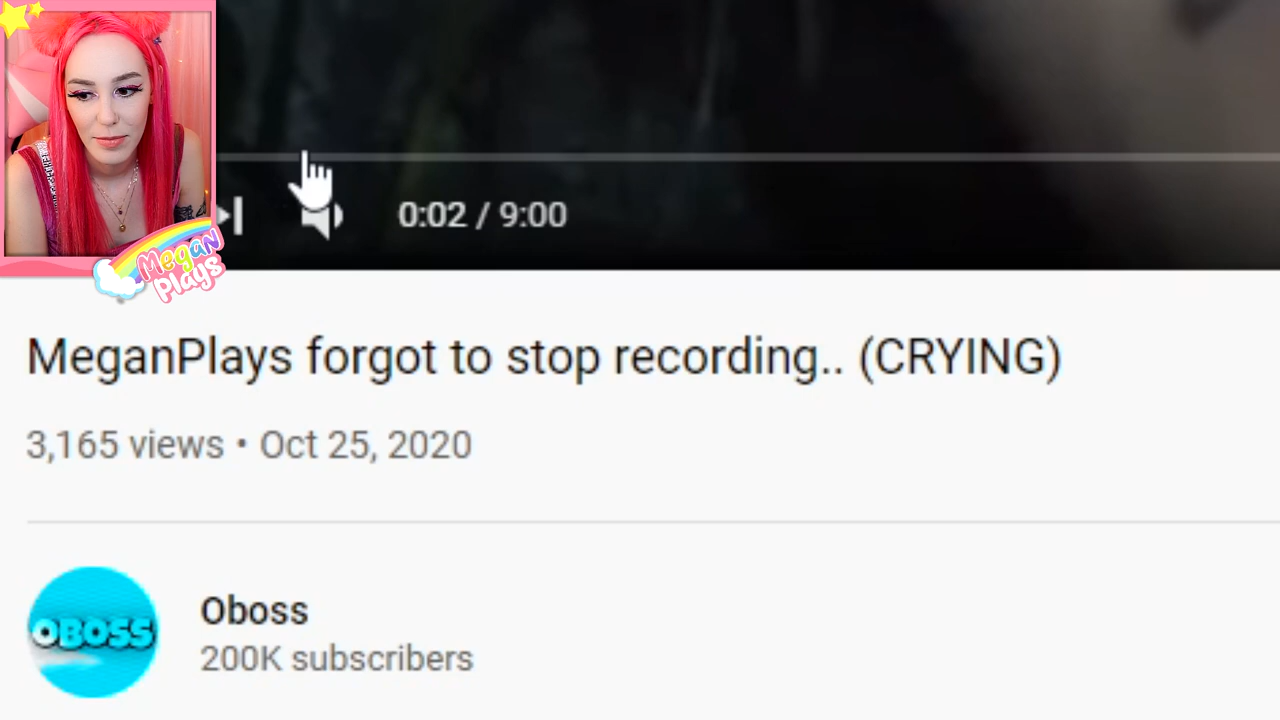 Megan
Plays
0:02 / 9:00
MeganPlays forgot to stop recording.. (CRYING)
3,165 views • Oct 25, 2020
OBOSS
Oboss
200K subscribers